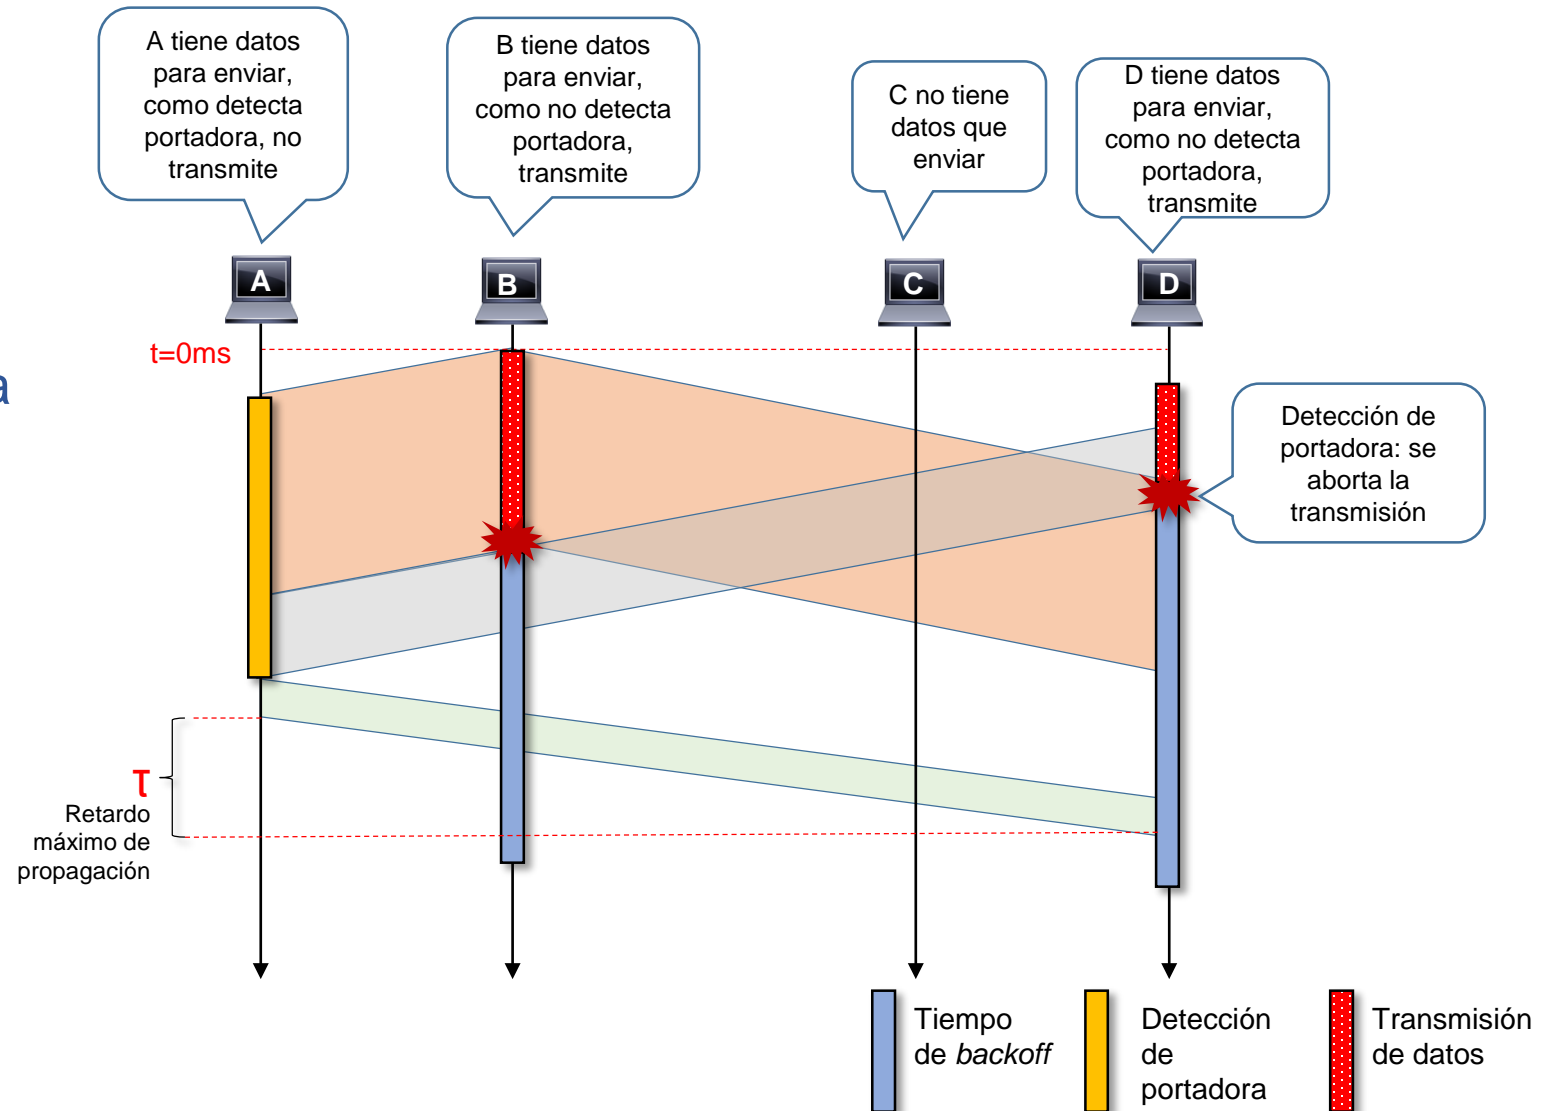 A tiene datos
para enviar,
como detecta
portadora, no
transmite
B tiene datos
para enviar,
como no detecta
portadora,
transmite
C no tiene
datos que
enviar
D tiene datos
para enviar,
como no detecta
portadora,
transmite
A
B
C
D
t=0ms
a
Detección de
portadora: se
aborta la
transmisión
τ
Retardo
máximo de
propagación
Tiempo
de backoff
Detección
de
portadora
Transmisión
de datos